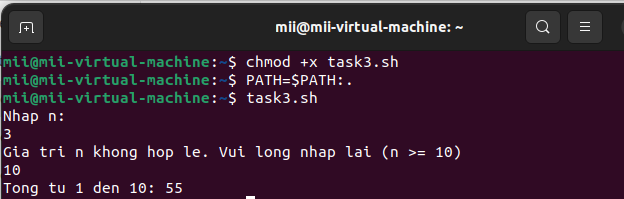 mii@mii-virtual-machine: ~
mii@mii-virtual-machine:~$ chmod +x task3.sh
mii@mii-virtual-machine:~$ PATH=$PATH:.
mii@mii-virtual-machine:~$ task3.sh
Nhap n:
3
Gia tri n khong hop le. Vui long nhap lai (n >= 10)
10
Tong tu 1 den 10: 55